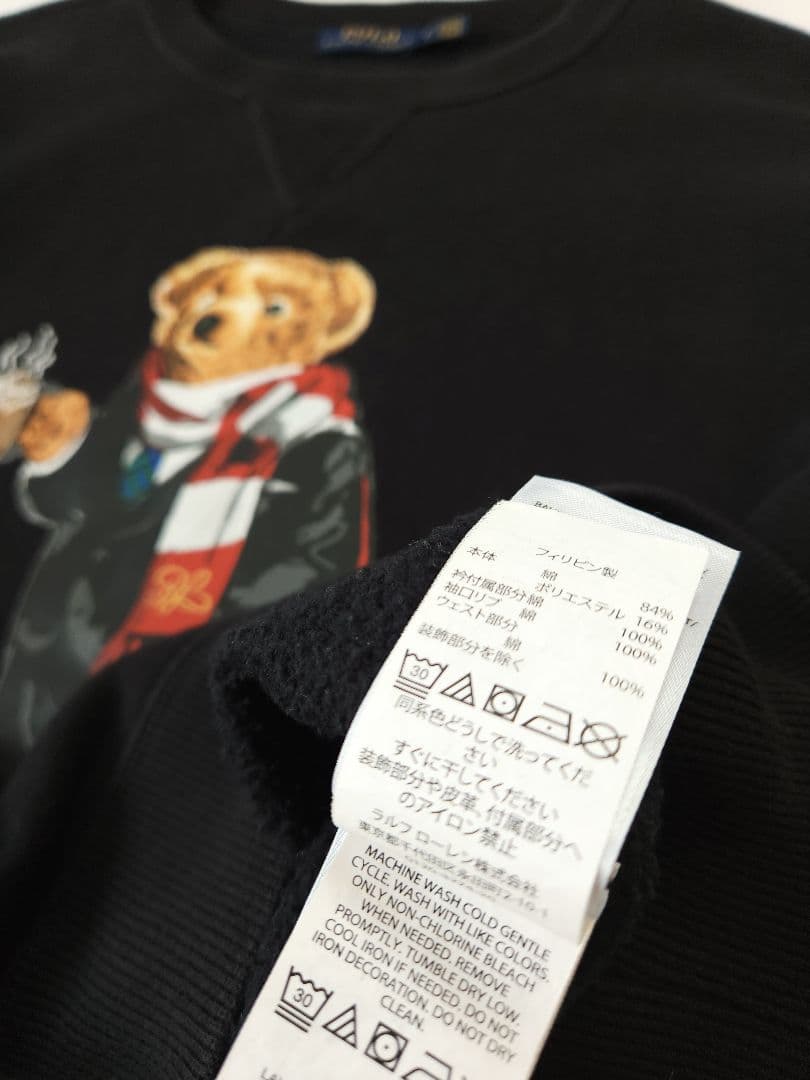 POLO
フィリピン製
本体 綿 84%
ポリエステル 16%
衿付属部分 綿 100%
袖口リブ 綿 100%
ウェスト部分
綿 100%
装飾部分を除く
30
同系色どうしで洗ってくだ
さい
すぐに干してください
装飾部分や皮革、付属部分へ
のアイロン禁止
ラルフ ローレン株式会社
MACHINE WASH COLD GENTLE
CYCLE. WASH WITH LIKE COLORS.
ONLY NON-CHLORINE BLEACH
WHEN NEEDED. REMOVE
PROMPTLY. TUMBLE DRY LOW.
COOL IRON IF NEEDED. DO NOT
IRON DECORATION. DO NOT DRY
CLEAN.
30